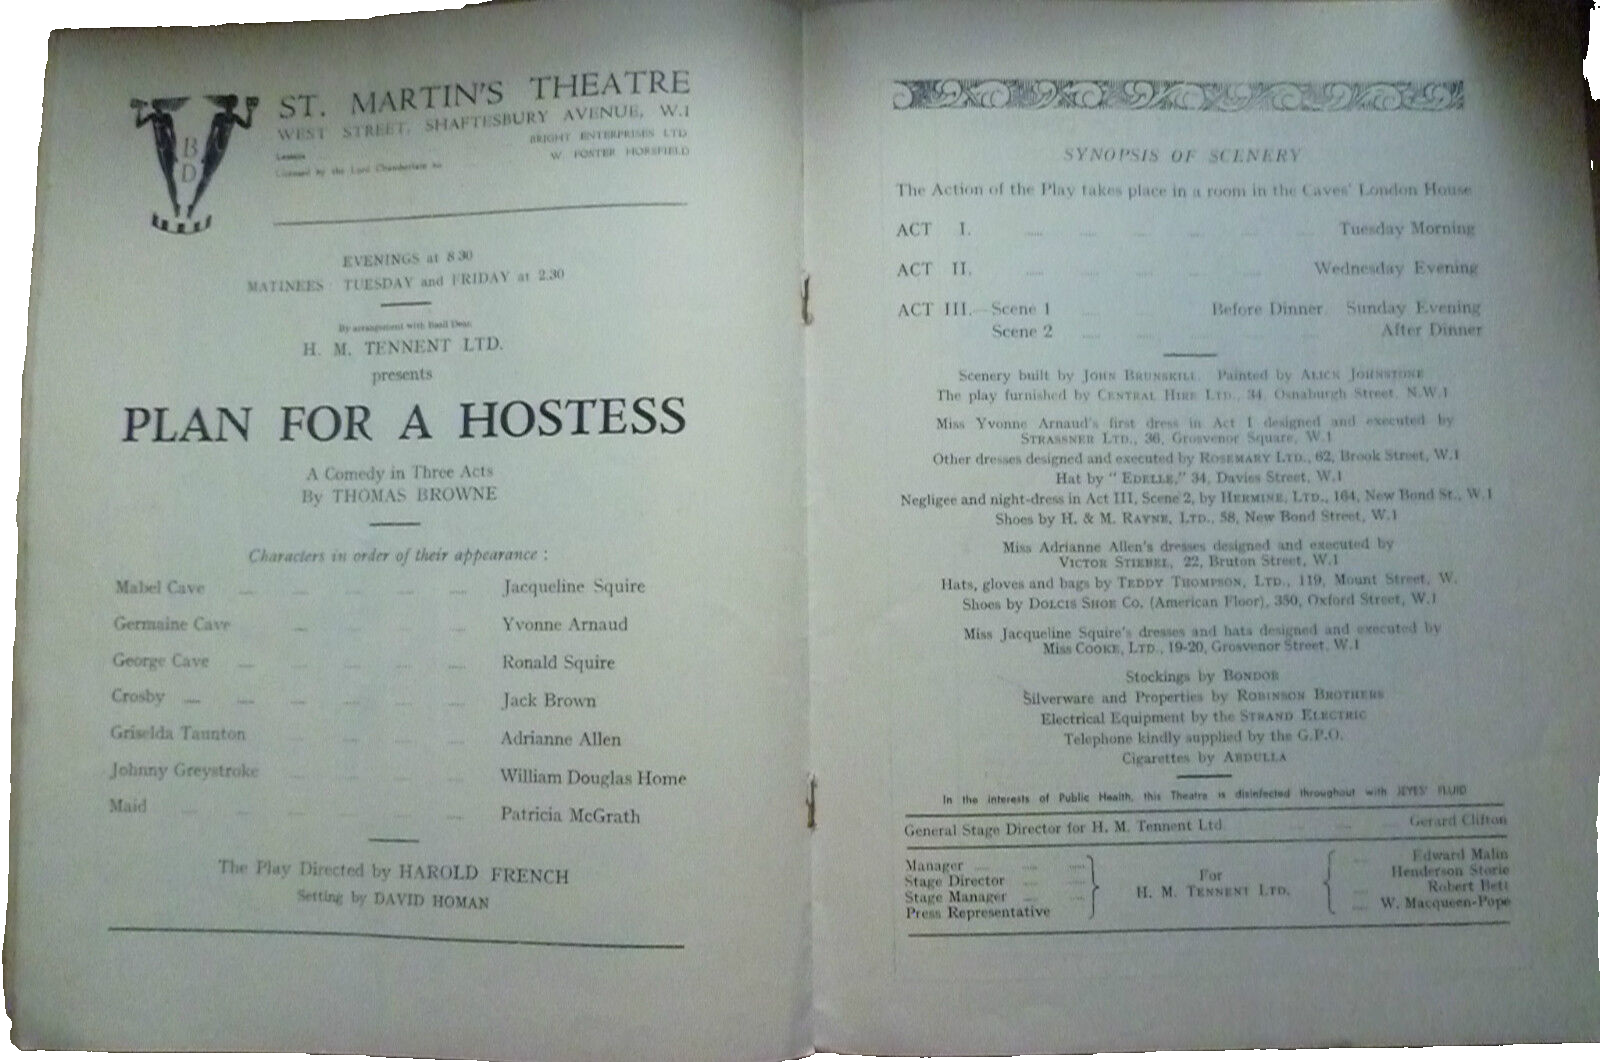 B
D
ST. MARTIN'S THEATRE
WEST STREET, SHAFTESBURY AVENUE, W.1
Lessees BRIGHT ENTERPRISES LTD
Licensed by the Lord Chamberlain to W FOSTER HORSFIELD
EVENINGS at 8.30
MATINEES TUESDAY and FRIDAY at 2.30
By arrangement with Basil Dean
H. M. TENNENT LTD.
presents
PLAN FOR A HOSTESS
A Comedy in Three Acts
By THOMAS BROWNE
Characters in order of their appearance :
Mabel Cave Jacqueline Squire
Germaine Cave Yvonne Arnaud
George Cave Ronald Squire
Crosby Jack Brown
Griselda Taunton Adrianne Allen
Johnny Greystroke William Douglas Home
Maid Patricia McGrath
The Play Directed by HAROLD FRENCH
Setting by DAVID HOMAN
SYNOPSIS OF SCENERY
The Action of the Play takes place in a room in the Caves' London House
ACT I. Tuesday Morning
ACT II. Wednesday Evening
ACT III.—Scene 1 Before Dinner Sunday Evening
Scene 2 After Dinner
Scenery built by JOHN BRUNSKILL. Painted by ALICK JOHNSTONE
The play furnished by CENTRAL HIRE LTD., 34, Osnaburgh Street, N.W.1
Miss Yvonne Arnaud's first dress in Act I designed and executed by
STRASSNER LTD., 36, Grosvenor Square, W.1
Other dresses designed and executed by ROSEMARY LTD., 62, Brook Street, W.1
Hat by " EDELLE," 34, Davies Street, W.1
Negligee and night-dress in Act III, Scene 2, by HERMINE, LTD., 164, New Bond St., W.1
Shoes by H. & M. RAYNE, LTD., 58, New Bond Street, W.1
Miss Adrianne Allen's dresses designed and executed by
VICTOR STIEBEL, 22, Bruton Street, W.1
Hats, gloves and bags by TEDDY THOMPSON, LTD., 119, Mount Street, W.
Shoes by DOLCIS SHOE CO. (American Floor), 350, Oxford Street, W.1
Miss Jacqueline Squire's dresses and hats designed and executed by
MISS COOKE, LTD., 19-20, Grosvenor Street, W.1
Stockings by BONDOR
Silverware and Properties by ROBINSON BROTHERS
Electrical Equipment by the STRAND ELECTRIC
Telephone kindly supplied by the G.P.O.
Cigarettes by ABDULLA
In the interests of Public Health, this Theatre is disinfected throughout with JEYES' FLUID
General Stage Director for H. M. Tennent Ltd. Gerard Clifton
Manager Edward Malin
Stage Director For Henderson Storie
Stage Manager H. M. TENNENT LTD. Robert Bett
Press Representative W. Macqueen-Pope